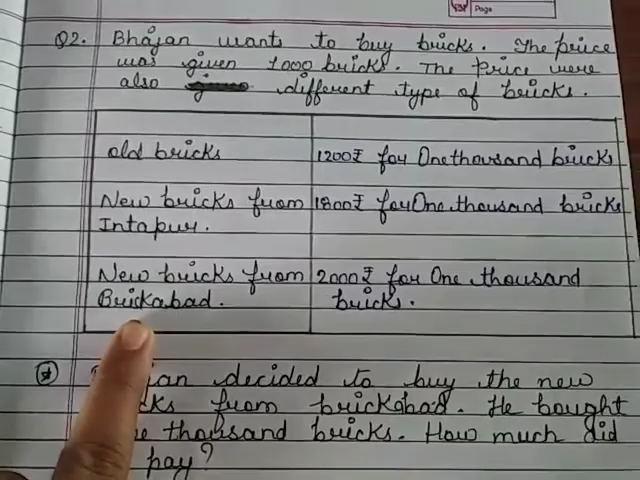 Page
Q2. Bhajan wants to buy bricks. The price
was given 1000 bricks. The Price were
also different type of bricks.
old bricks 1200₹ for One thousand bricks
New bricks from 1800₹ for One thousand bricks
Intapur.
New bricks from 2000₹ for One thousand
Brickabad. bricks.
jan decided to buy the new
cks from brickabad. He bought
e thousand bricks. How much did
pay?